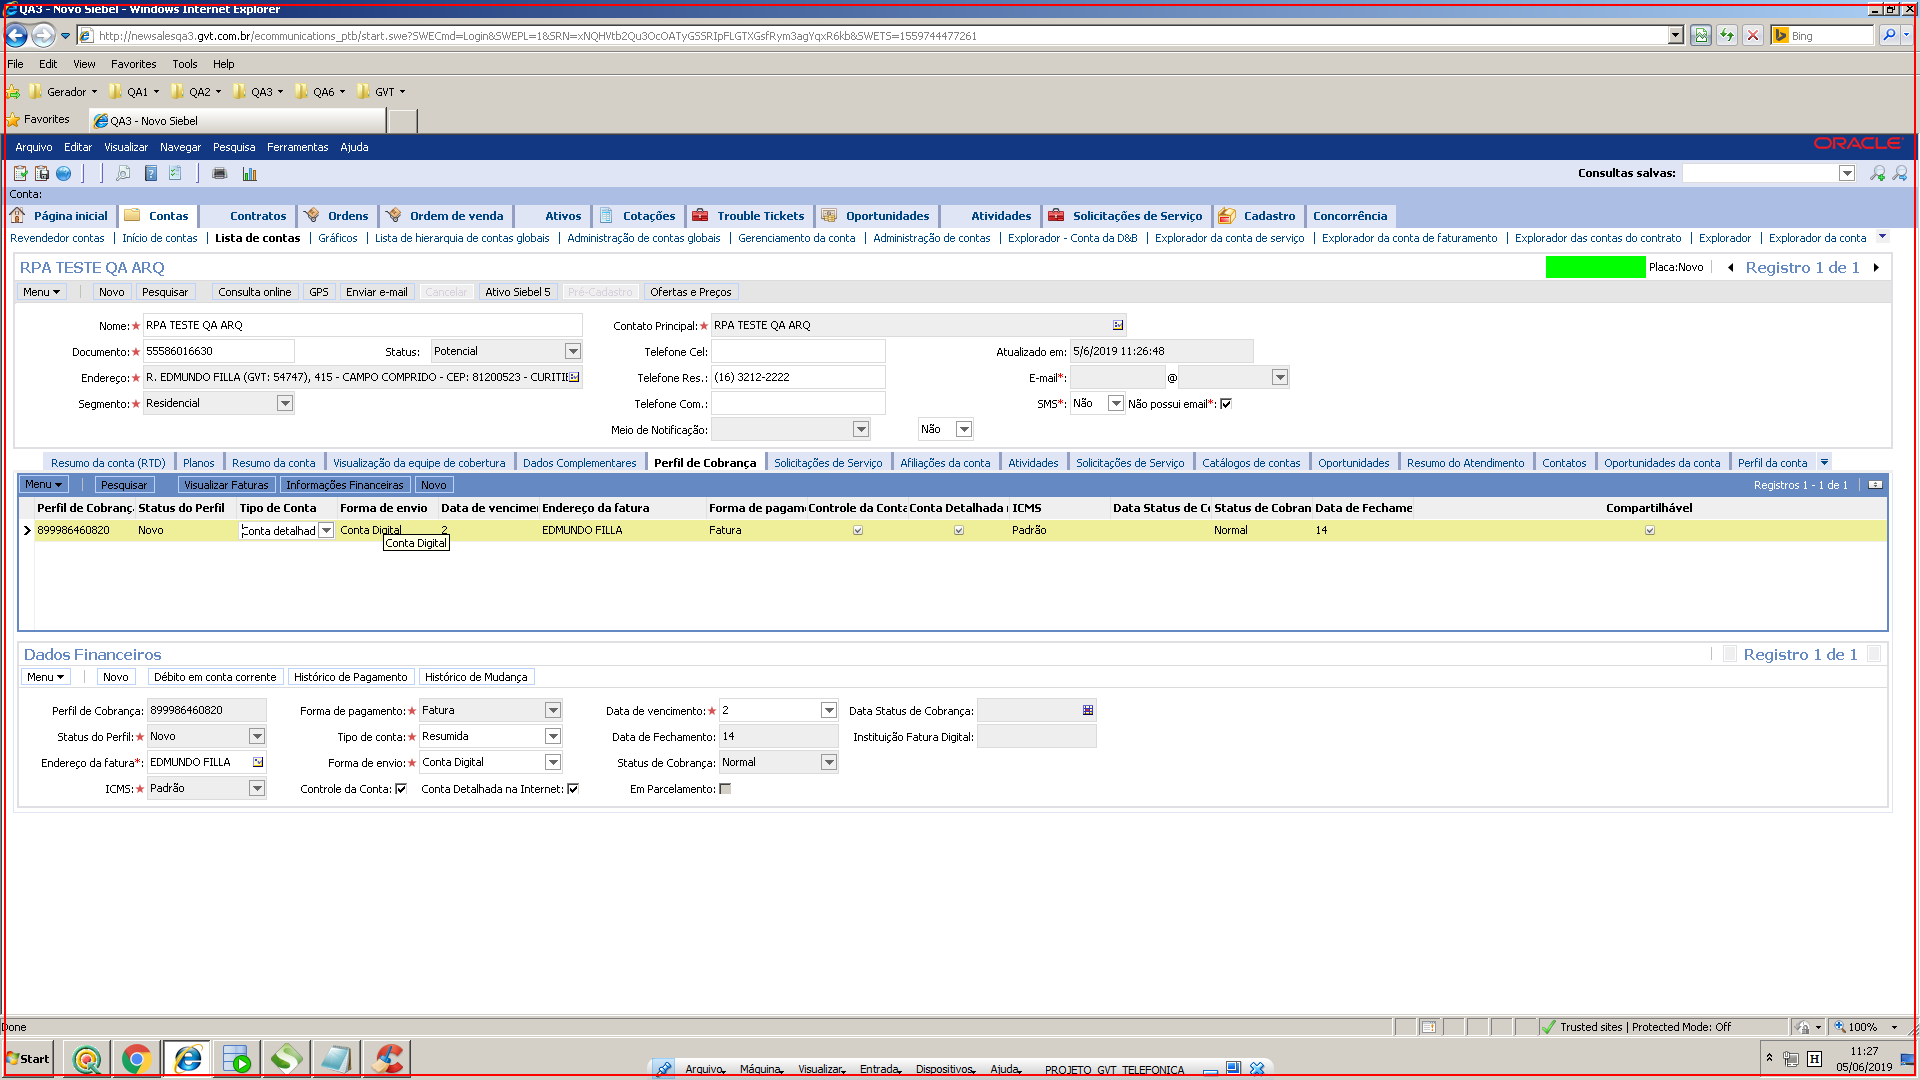 QA3 - Novo Siebel - Windows Internet Explorer
http://newsalesqa3.gvt.com.br/ecommunications_ptb/start.swe?SWECmd=Login&SWEPL=1&SRN=xNQHVtb2Qu3OcOATyGSSRIpFLGTXGsfRym3agYqxR6kb&SWETS=1559744477261
Bing
File Edit View Favorites Tools Help
Gerador QA1 QA2 QA3 QA6 GVT
Favorites QA3 - Novo Siebel
Arquivo Editar Visualizar Navegar Pesquisa Ferramentas Ajuda ORACLE
Consultas salvas:
Conta:
Página inicial Contas Contratos Ordens Ordem de venda Ativos Cotações Trouble Tickets Oportunidades Atividades Solicitações de Serviço Cadastro Concorrência
Revendedor contas | Início de contas | Lista de contas | Gráficos | Lista de hierarquia de contas globais | Administração de contas globais | Gerenciamento da conta | Administração de contas | Explorador - Conta da D&B | Explorador da conta de serviço | Explorador da conta de faturamento | Explorador das contas do contrato | Explorador | Explorador da conta
RPA TESTE QA ARQ Placa:Novo Registro 1 de 1
Menu Novo Pesquisar Consulta online GPS Enviar e-mail Cancelar Ativo Siebel 5 Pré-Cadastro Ofertas e Preços
Nome: RPA TESTE QA ARQ Contato Principal: RPA TESTE QA ARQ
Documento: 55586016630 Status: Potencial Telefone Cel: Atualizado em: 5/6/2019 11:26:48
Endereço: R. EDMUNDO FILLA (GVT: 54747), 415 - CAMPO COMPRIDO - CEP: 81200523 - CURITI Telefone Res.: (16) 3212-2222 E-mail*: @
Segmento: Residencial Telefone Com.: SMS*: Não Não possui email*:
Meio de Notificação: Não
Resumo da conta (RTD) Planos Resumo da conta Visualização da equipe de cobertura Dados Complementares Perfil de Cobrança Solicitações de Serviço Afiliações da conta Atividades Solicitações de Serviço Catálogos de contas Oportunidades Resumo do Atendimento Contatos Oportunidades da conta Perfil da conta
Menu Pesquisar Visualizar Faturas Informações Financeiras Novo Registros 1 - 1 de 1
Perfil de Cobranç Status do Perfil Tipo de Conta Forma de envio Data de vencime Endereço da fatura Forma de pagam Controle da Conta Conta Detalhada ICMS Data Status de C Status de Cobran Data de Fechame Compartilhável
899986460820 Novo Conta detalhad Conta Digital 2 EDMUNDO FILLA Fatura Padrão Normal 14
Conta Digital
Dados Financeiros Registro 1 de 1
Menu Novo Débito em conta corrente Histórico de Pagamento Histórico de Mudança
Perfil de Cobrança: 899986460820 Forma de pagamento: Fatura Data de vencimento: 2 Data Status de Cobrança:
Status do Perfil: Novo Tipo de conta: Resumida Data de Fechamento: 14 Instituição Fatura Digital:
Endereço da fatura*: EDMUNDO FILLA Forma de envio: Conta Digital Status de Cobrança: Normal
ICMS: Padrão Controle da Conta: Conta Detalhada na Internet: Em Parcelamento:
Done Trusted sites | Protected Mode: Off 100%
Start H 11:27
Arquivo Máquina Visualizar Entrada Dispositivos Ajuda PROJETO_GVT_TELEFONICA 05/06/2019